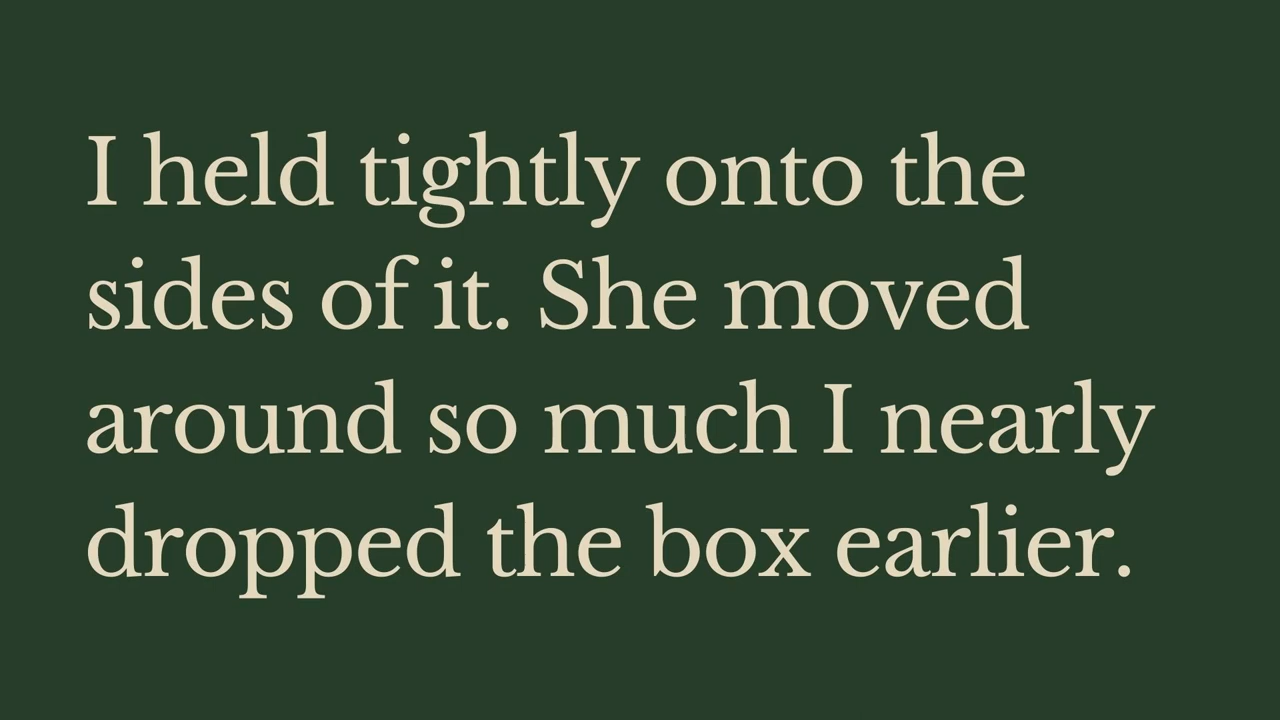 I held tightly onto the
sides of it. She moved
around so much I nearly
dropped the box earlier.